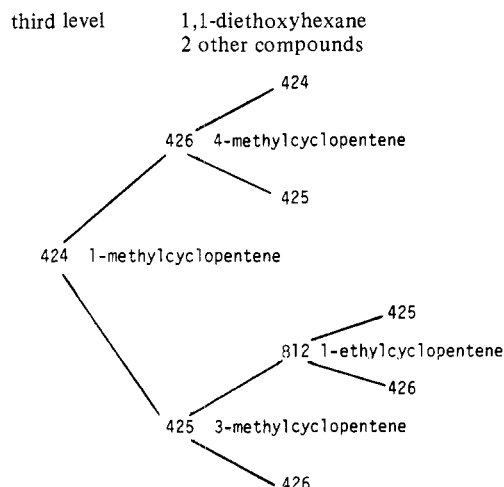 third level 1,1-diethoxyhexane
2 other compounds
424
426 4-methylcyclopentene
425
424 1-methylcyclopentene
425
812 1-ethylcyclopentene
426
425 3-methylcyclopentene
426